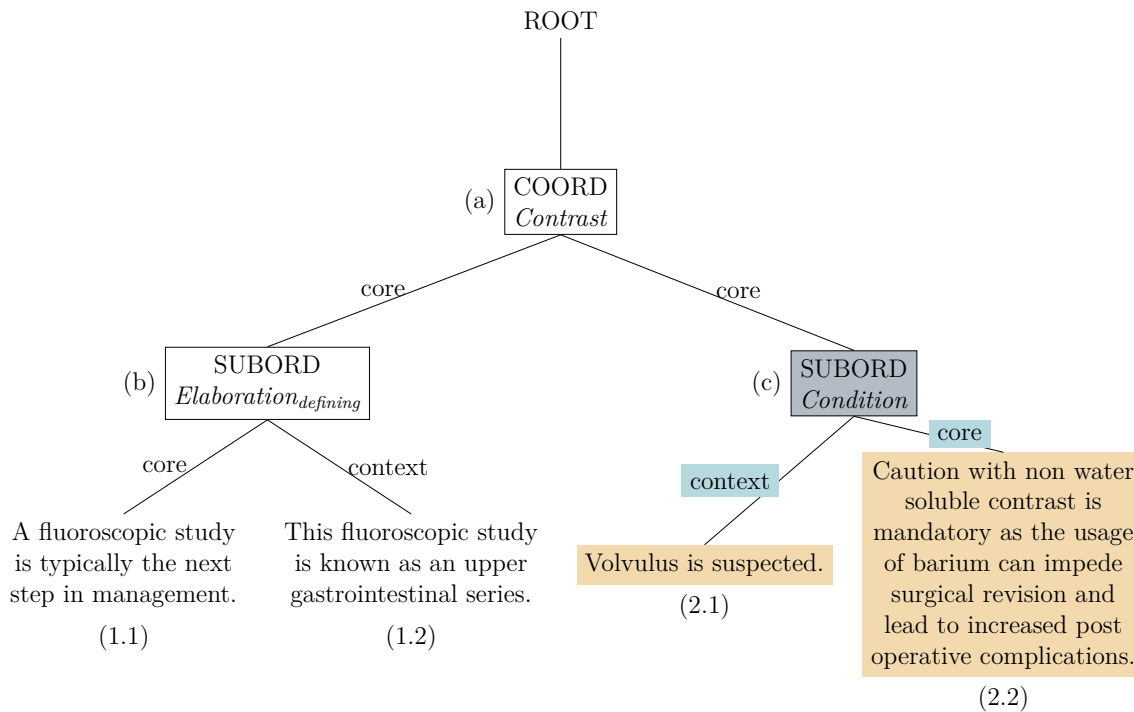 ROOT
(a)
COORD
Contrast
core
core
(b)
SUBORD
Elaboration_defining
(c)
SUBORD
Condition
core
context
context
core
A fluoroscopic study
is typically the next
step in management.
(1.1)
This fluoroscopic study
is known as an upper
gastrointestinal series.
(1.2)
Volvulus is suspected.
(2.1)
Caution with non water
soluble contrast is
mandatory as the usage
of barium can impede
surgical revision and
lead to increased post
operative complications.
(2.2)